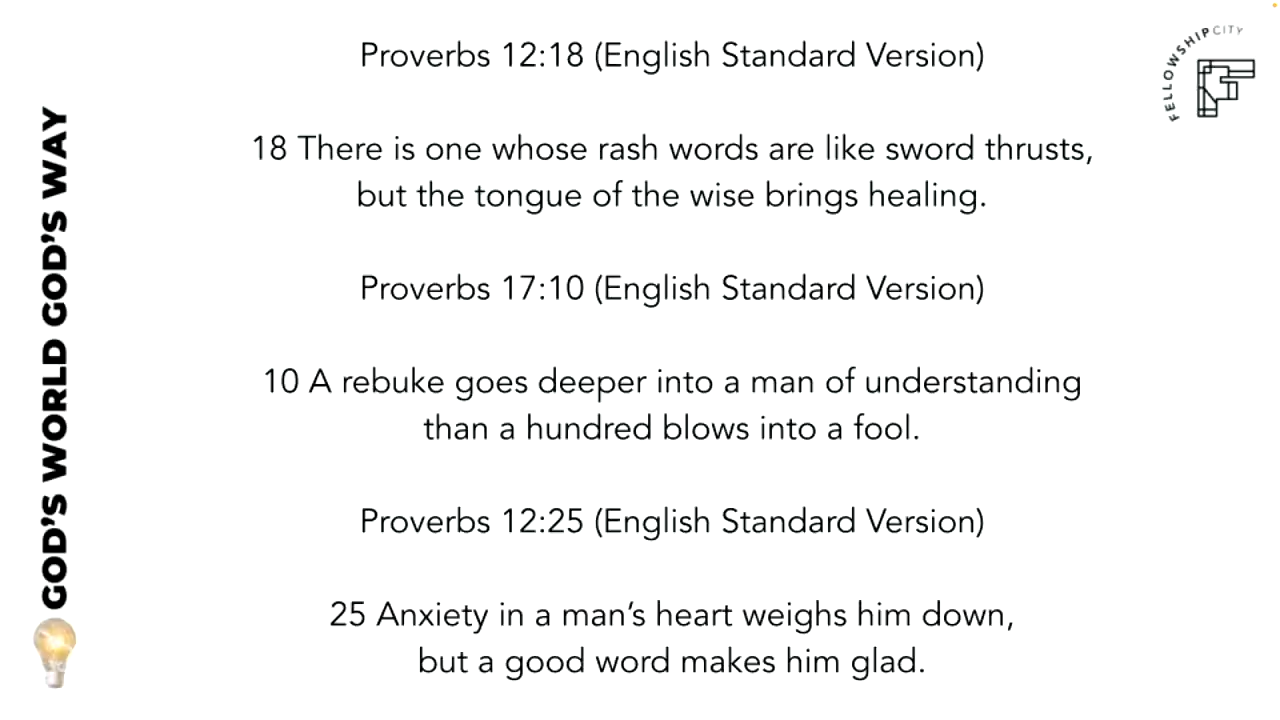 Proverbs 12:18 (English Standard Version)
18 There is one whose rash words are like sword thrusts,
but the tongue of the wise brings healing.
Proverbs 17:10 (English Standard Version)
10 A rebuke goes deeper into a man of understanding
than a hundred blows into a fool.
Proverbs 12:25 (English Standard Version)
25 Anxiety in a man’s heart weighs him down,
but a good word makes him glad.
GOD’S WORLD GOD’S WAY
FELLOWSHIPCITY